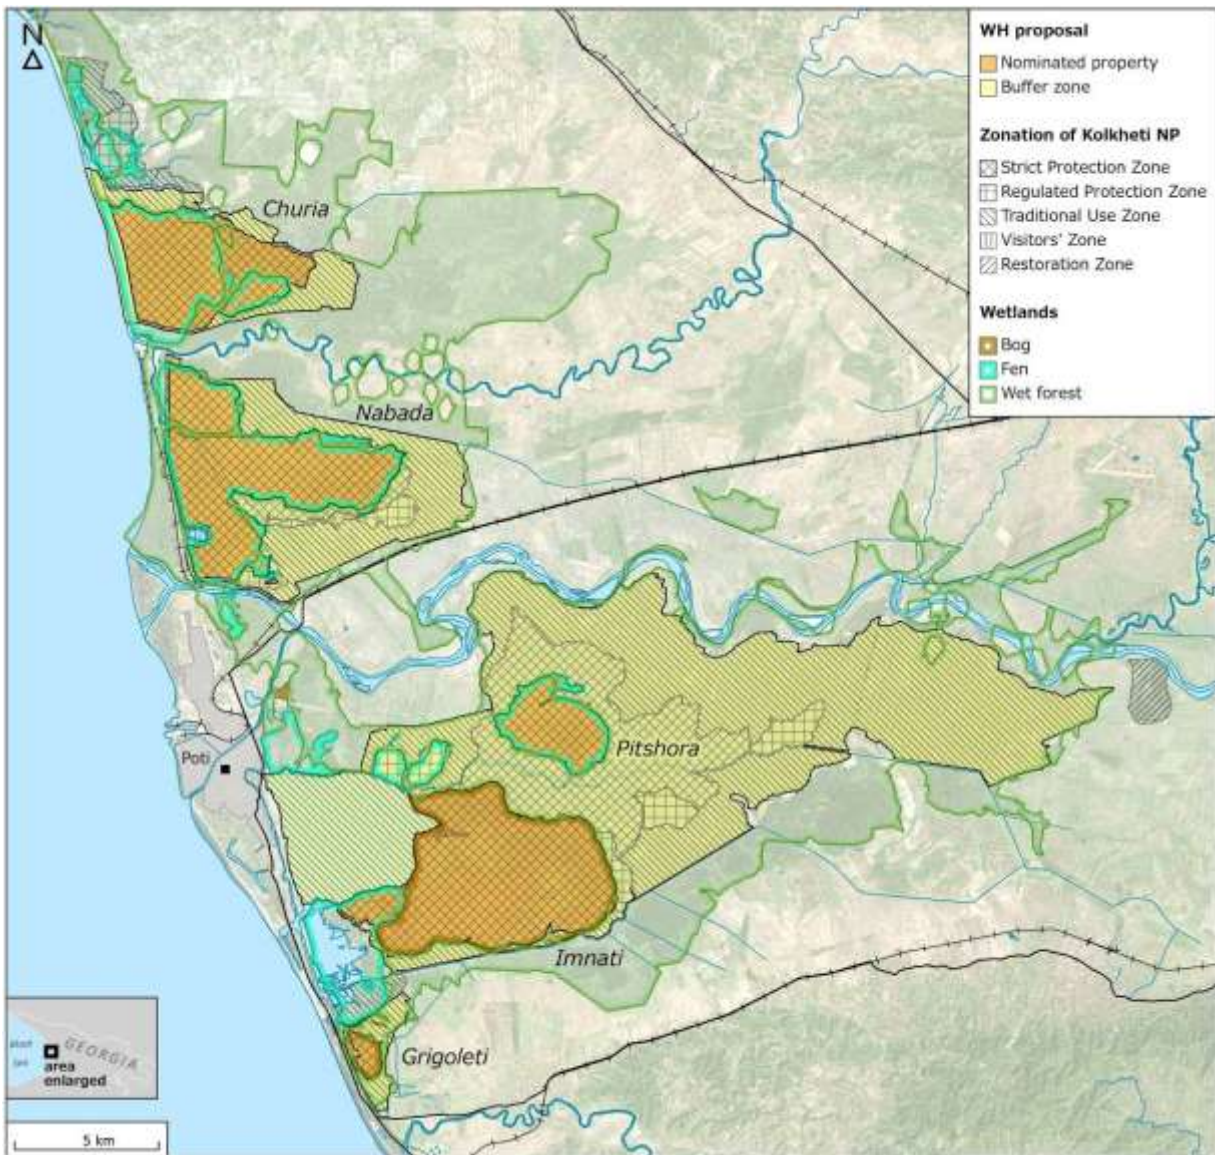 N
WH proposal
Nominated property
Buffer zone
Zonation of Kolkheti NP
Strict Protection Zone
Regulated Protection Zone
Traditional Use Zone
Visitors' Zone
Restoration Zone
Wetlands
Bog
Fen
Wet forest
Churia
Nabada
Pitshora
Poti
Imnati
Grigoleti
GEORGIA
area
enlarged
5 km